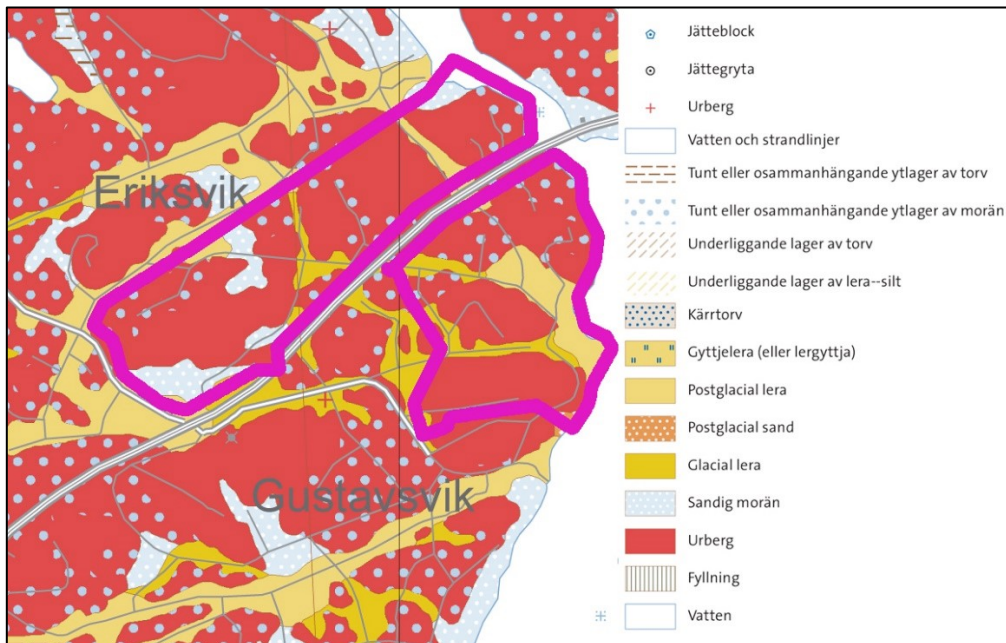 Eriksvik
Gustavsvik
Jätteblock
Jättegryta
Urberg
Vatten och strandlinjer
Tunt eller osammanhängande ytlager av torv
Tunt eller osammanhängande ytlager av morän
Underliggande lager av torv
Underliggande lager av lera--silt
Kärrtorv
Gyttjelera (eller lergyttja)
Postglacial lera
Postglacial sand
Glacial lera
Sandig morän
Urberg
Fyllning
Vatten